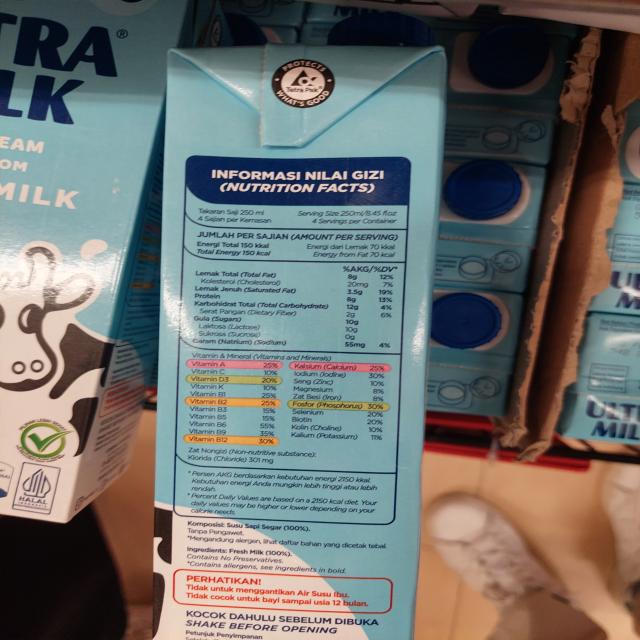 TRA®
LK
EAM
OM
MILK
HALAL
INDONESIA
PROTECTS
Tetra Pak®
WHAT'S GOOD
INFORMASI NILAI GIZI
(NUTRITION FACTS)
Takaran Saji 250 ml Serving Size 250ml/8.45 fl.oz
4 Sajian per Kemasan 4 Servings per Container
JUMLAH PER SAJIAN (AMOUNT PER SERVING)
Energi Total 150 kkal Energi dari Lemak 70 kkal
Total Energy 150 kcal Energy from Fat 70 kcal
%AKG/%DV*
Lemak Total (Total Fat) 8g 12%
Kolesterol (Cholesterol) 20mg 7%
Lemak Jenuh (Saturated Fat) 3.5g 19%
Protein 8g 13%
Karbohidrat Total (Total Carbohydrate) 12g 4%
Serat Pangan (Dietary Fiber) 2g 6%
Gula (Sugars) 10g
Laktosa (Lactose) 10g
Sukrosa (Sucrose) 0g
Garam (Natrium) (Sodium) 55mg 4%
Vitamin & Mineral (Vitamins and Minerals)
Vitamin A 25% Kalsium (Calcium) 25%
Vitamin C 10% Iodium (Iodine) 30%
Vitamin D3 20% Seng (Zinc) 10%
Vitamin K 10% Magnesium 8%
Vitamin B1 25% Zat Besi (Iron) 8%
Vitamin B2 25% Fosfor (Phosphorus) 30%
Vitamin B3 15% Selenium 20%
Vitamin B5 15% Biotin 20%
Vitamin B6 55% Kolin (Choline) 10%
Vitamin B9 35% Kalium (Potassium) 11%
Vitamin B12 30%
Zat Nongizi (Non-nutritive substance):
Klorida (Chloride) 301 mg
* Persen AKG berdasarkan kebutuhan energi 2150 kkal.
Kebutuhan energi Anda mungkin lebih tinggi atau lebih
rendah.
* Percent Daily Values are based on a 2150 kcal diet. Your
daily values may be higher or lower depending on your
calorie needs.
Komposisi: Susu Sapi Segar (100%).
Tanpa Pengawet.
*Mengandung alergen, lihat daftar bahan yang dicetak tebal.
Ingredients: Fresh Milk (100%).
Contains No Preservatives.
*Contains allergens, see ingredients in bold.
PERHATIKAN!
Tidak untuk menggantikan Air Susu Ibu.
Tidak cocok untuk bayi sampai usia 12 bulan.
KOCOK DAHULU SEBELUM DIBUKA
SHAKE BEFORE OPENING
Petunjuk Penyimpanan
ULTR
MIL